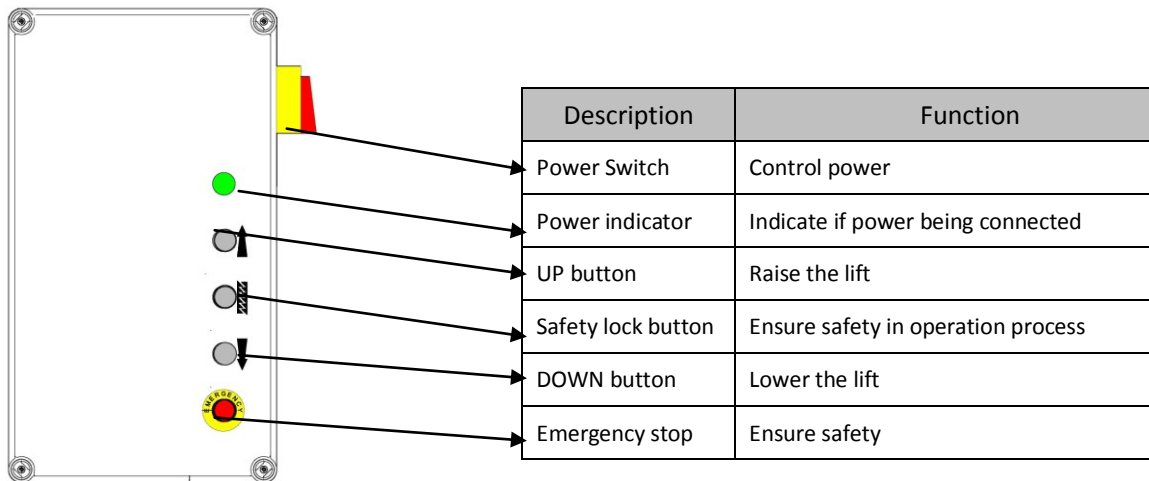 Description Function
Power Switch Control power
Power indicator Indicate if power being connected
UP button Raise the lift
Safety lock button Ensure safety in operation process
DOWN button Lower the lift
EMERGENCY
Emergency stop Ensure safety